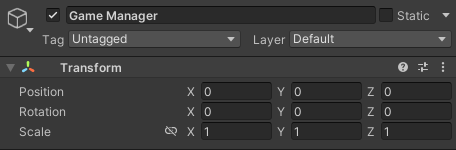 Game Manager Static
Tag Untagged Layer Default
Transform
Position X 0 Y 0 Z 0
Rotation X 0 Y 0 Z 0
Scale X 1 Y 1 Z 1